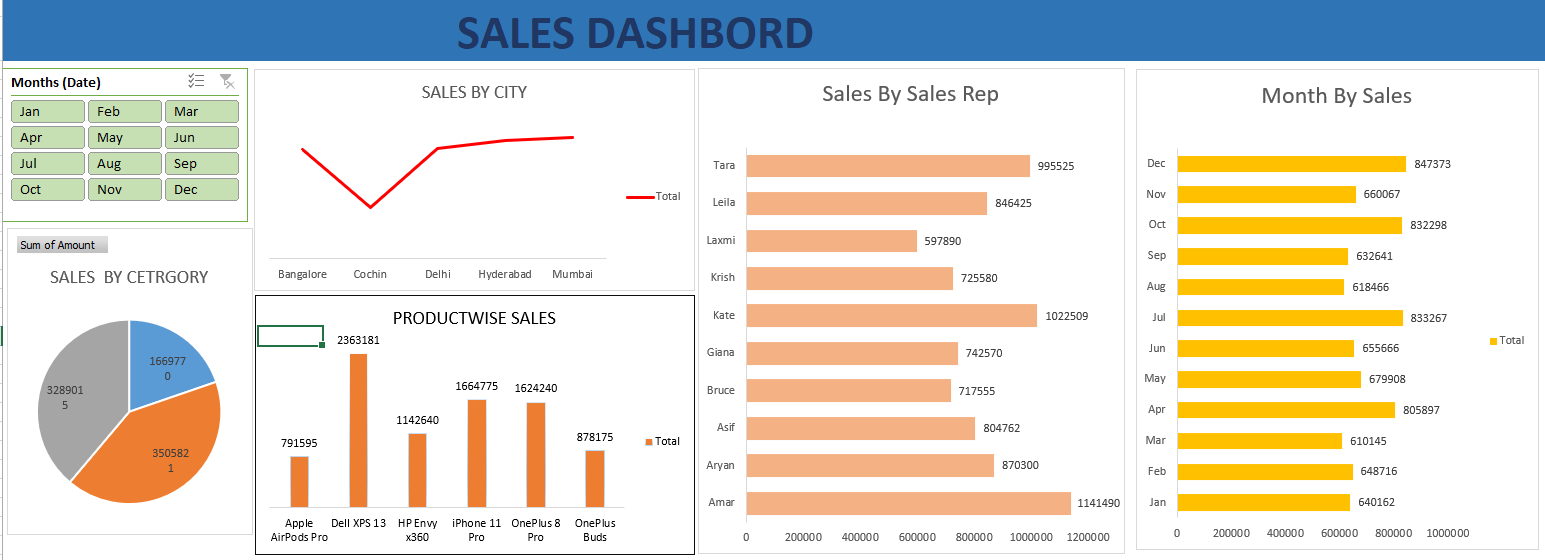 SALES DASHBORD
Months (Date)
Jan Feb Mar
Apr May Jun
Jul Aug Sep
Oct Nov Dec
Sum of Amount
SALES BY CETRGORY
166977
0
328901
5
350582
1
SALES BY CITY
Total
Bangalore Cochin Delhi Hyderabad Mumbai
PRODUCTWISE SALES
2363181
1664775
1624240
1142640
878175
791595
Total
Apple Dell XPS 13 HP Envy iPhone 11 OnePlus 8 OnePlus
AirPods Pro x360 Pro Pro Buds
Sales By Sales Rep
Tara 995525
Leila 846425
Laxmi 597890
Krish 725580
Kate 1022509
Giana 742570
Bruce 717555
Asif 804762
Aryan 870300
Amar 1141490
0 200000 400000 600000 800000 1000000 1200000
Month By Sales
Dec 847373
Nov 660067
Oct 832298
Sep 632641
Aug 618466
Jul 833267
Total
Jun 655666
May 679908
Apr 805897
Mar 610145
Feb 648716
Jan 640162
0 200000 400000 600000 800000 1000000